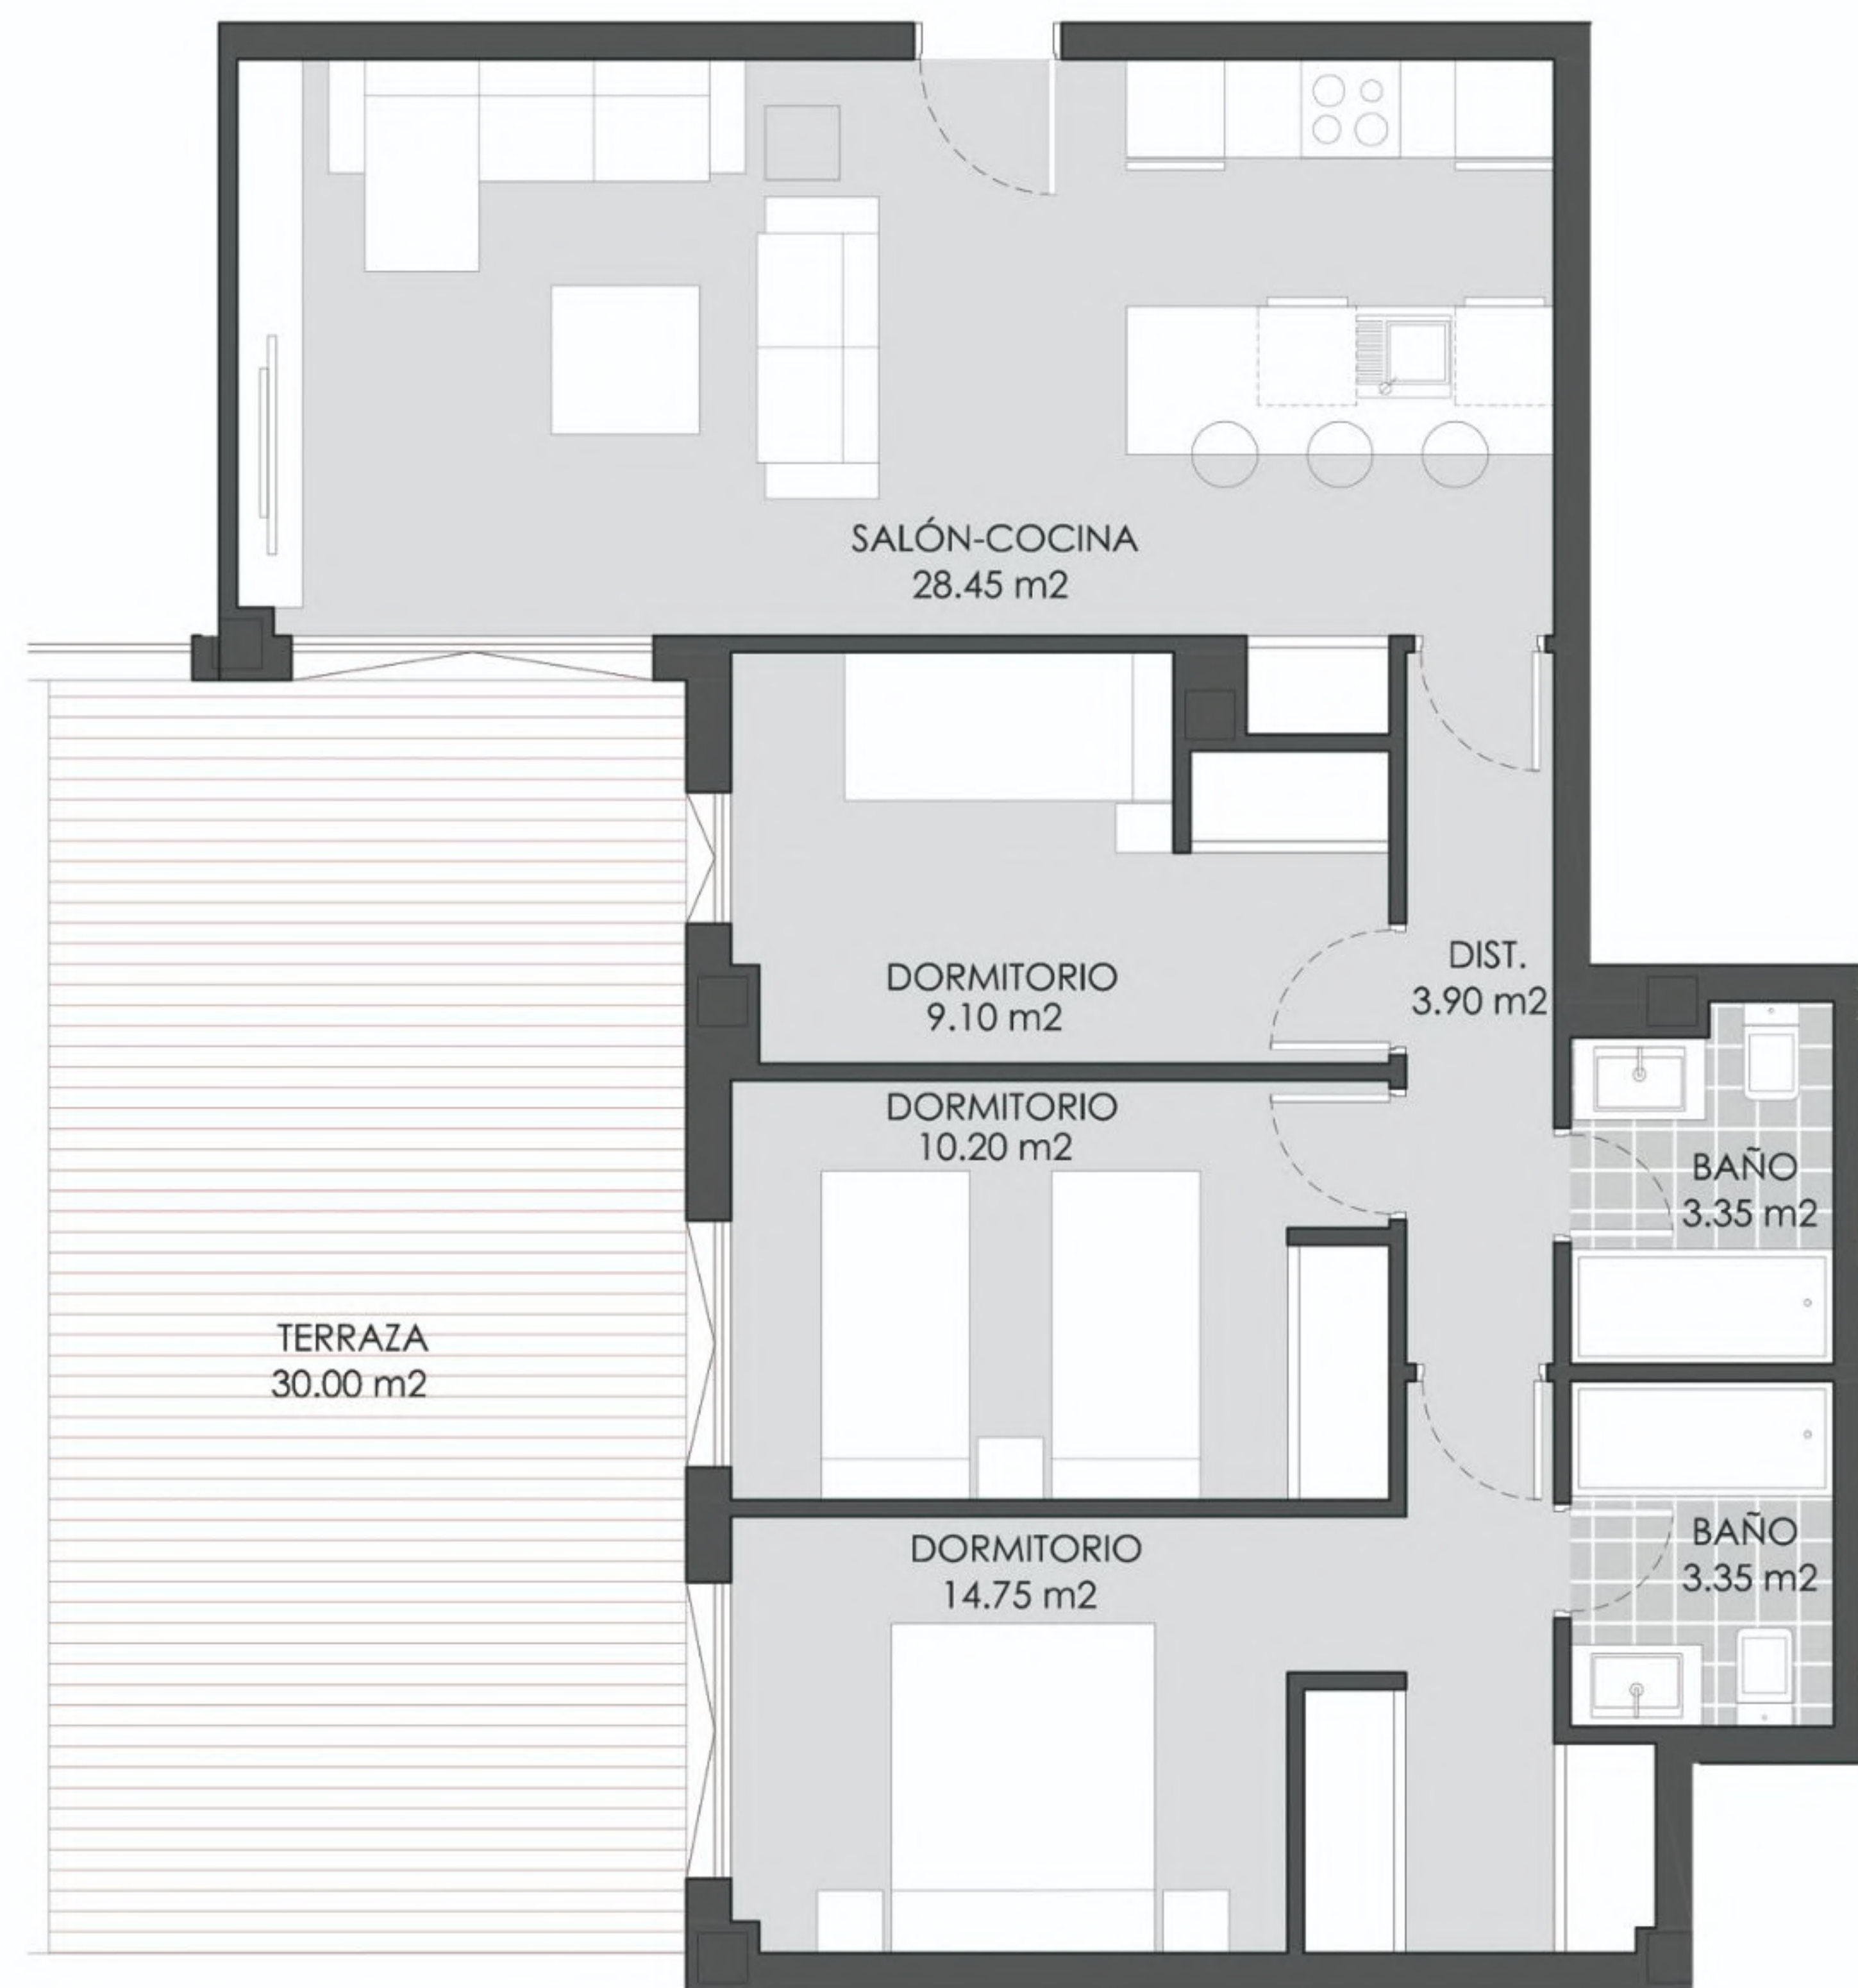 SALÓN-COCINA
28.45 m2
DORMITORIO
9.10 m2
DIST.
3.90 m2
DORMITORIO
10.20 m2
BAÑO
3.35 m2
TERRAZA
30.00 m2
DORMITORIO
14.75 m2
BAÑO
3.35 m2